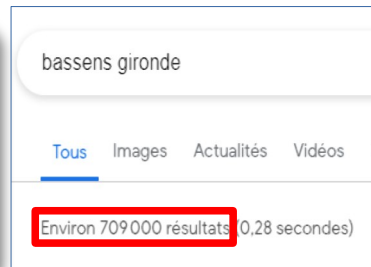 bassens gironde
Tous Images Actualités Vidéos
Environ 709 000 résultats (0,28 secondes)